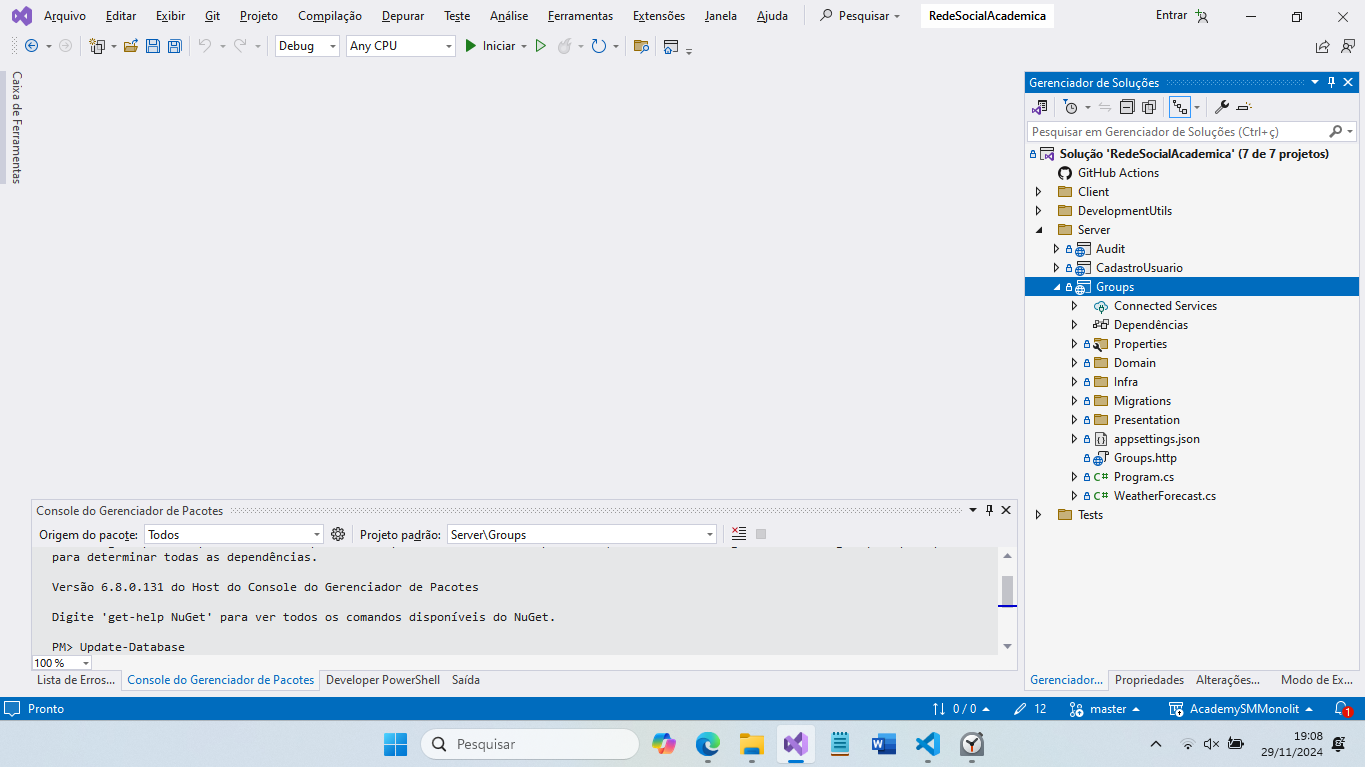 Arquivo Editar Exibir Git Projeto Compilação Depurar Teste Análise Ferramentas Extensões Janela Ajuda Pesquisar RedeSocialAcademica Entrar
Debug Any CPU Iniciar
Caixa de Ferramentas
Gerenciador de Soluções
Pesquisar em Gerenciador de Soluções (Ctrl+ç)
Solução 'RedeSocialAcademica' (7 de 7 projetos)
GitHub Actions
Client
DevelopmentUtils
Server
Audit
CadastroUsuario
Groups
Connected Services
Dependências
Properties
Domain
Infra
Migrations
Presentation
appsettings.json
Groups.http
C# Program.cs
C# WeatherForecast.cs
Tests
Console do Gerenciador de Pacotes
Origem do pacote: Todos Projeto padrão: Server\Groups
para determinar todas as dependências.
Versão 6.8.0.131 do Host do Console do Gerenciador de Pacotes
Digite 'get-help NuGet' para ver todos os comandos disponíveis do NuGet.
PM> Update-Database
100 %
Lista de Erros... Console do Gerenciador de Pacotes Developer PowerShell Saída
Gerenciador... Propriedades Alterações... Modo de Ex...
Pronto 0 / 0 12 master AcademySMMonolit 1
Pesquisar
19:08
29/11/2024